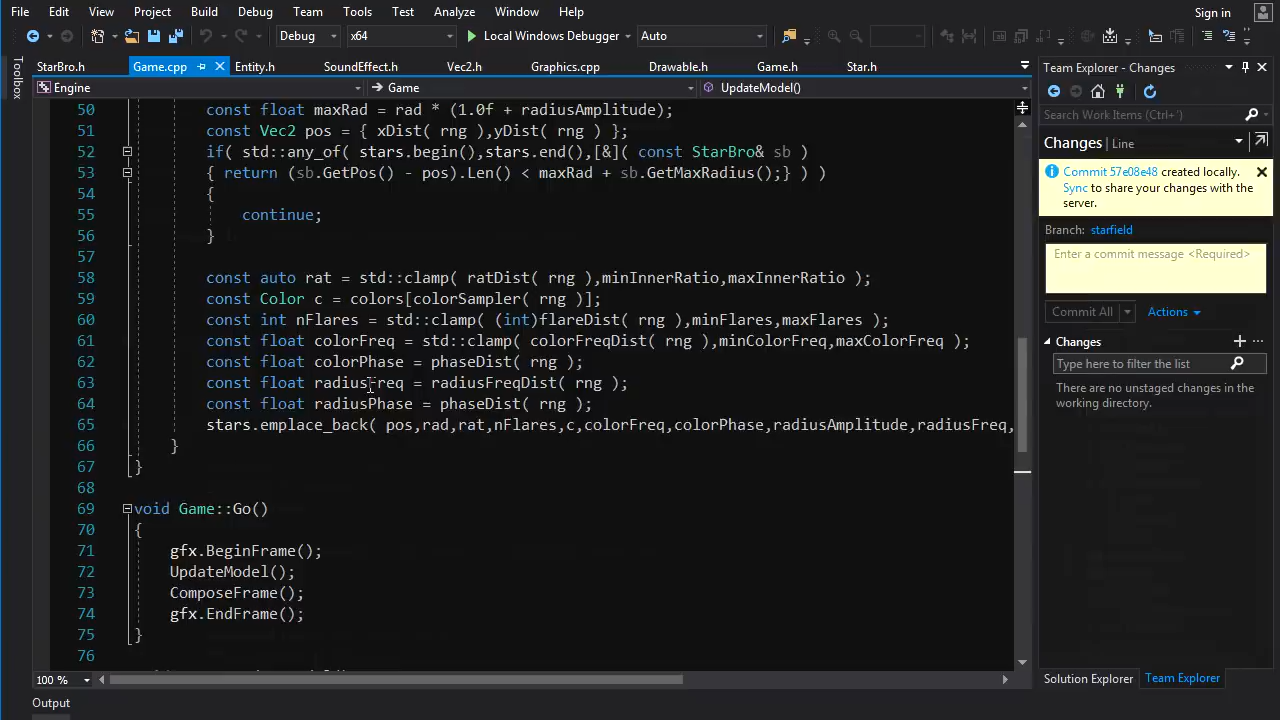 File Edit View Project Build Debug Team Tools Test Analyze Window Help
Sign in
Debug x64 Local Windows Debugger Auto
StarBro.h Game.cpp Entity.h SoundEffect.h Vec2.h Graphics.cpp Drawable.h Game.h Star.h
Toolbox
Engine Game UpdateModel()
50 const float maxRad = rad * (1.0f + radiusAmplitude);
51 const Vec2 pos = { xDist( rng ),yDist( rng ) };
52 if( std::any_of( stars.begin(),stars.end(),[&]( const StarBro& sb )
53 { return (sb.GetPos() - pos).Len() < maxRad + sb.GetMaxRadius();} ) )
54 {
55 continue;
56 }
57
58 const auto rat = std::clamp( ratDist( rng ),minInnerRatio,maxInnerRatio );
59 const Color c = colors[colorSampler( rng )];
60 const int nFlares = std::clamp( (int)flareDist( rng ),minFlares,maxFlares );
61 const float colorFreq = std::clamp( colorFreqDist( rng ),minColorFreq,maxColorFreq );
62 const float colorPhase = phaseDist( rng );
63 const float radiusFreq = radiusFreqDist( rng );
64 const float radiusPhase = phaseDist( rng );
65 stars.emplace_back( pos,rad,rat,nFlares,c,colorFreq,colorPhase,radiusAmplitude,radiusFreq,
66 }
67 }
68
69 void Game::Go()
70 {
71 gfx.BeginFrame();
72 UpdateModel();
73 ComposeFrame();
74 gfx.EndFrame();
75 }
76
100 %
Output
Team Explorer - Changes
Search Work Items (Ctrl+')
Changes | Line
Commit 57e08e48 created locally.
Sync to share your changes with the
server.
Branch: starfield
Enter a commit message <Required>
Commit All Actions
Changes
Type here to filter the list
There are no unstaged changes in the
working directory.
Solution Explorer Team Explorer